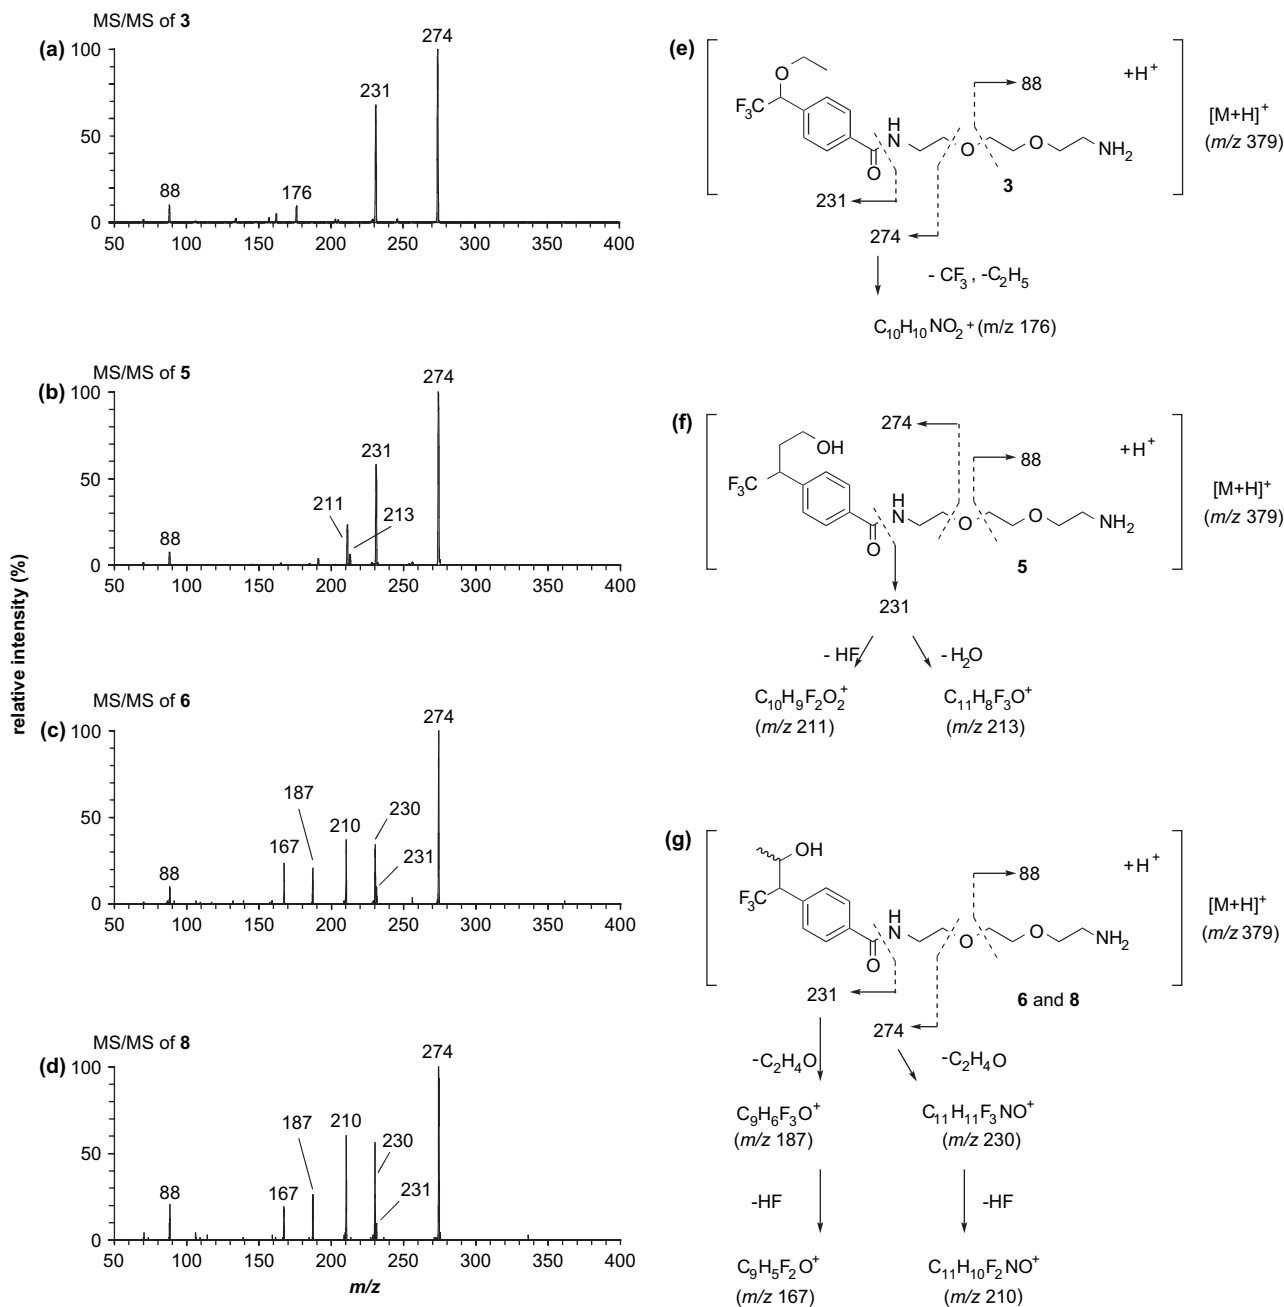 relative intensity (%)
MS/MS of 3
(a)
100
50
0
274
231
176
88
50 100 150 200 250 300 350 400
MS/MS of 5
(b)
100
50
0
274
231
211
213
88
50 100 150 200 250 300 350 400
MS/MS of 6
(c)
100
50
0
274
187
230
210
167
231
88
50 100 150 200 250 300 350 400
MS/MS of 8
(d)
100
50
0
274
187
210
230
167
231
88
50 100 150 200 250 300 350 400
m/z
(e)
O
F3C
H
N
O
O
O
NH2
88
+H+
[M+H]+
(m/z 379)
3
231
274
- CF3 , -C2H5
C10H10NO2+ (m/z 176)
(f)
OH
F3C
H
N
O
O
O
NH2
274
88
+H+
[M+H]+
(m/z 379)
5
231
- HF
- H2O
C10H9F2O2+
(m/z 211)
C11H8F3O+
(m/z 213)
(g)
OH
F3C
H
N
O
O
O
NH2
88
+H+
[M+H]+
(m/z 379)
6 and 8
231
274
-C2H4O
-C2H4O
C9H6F3O+
(m/z 187)
C11H11F3NO+
(m/z 230)
-HF
-HF
C9H5F2O+
(m/z 167)
C11H10F2NO+
(m/z 210)